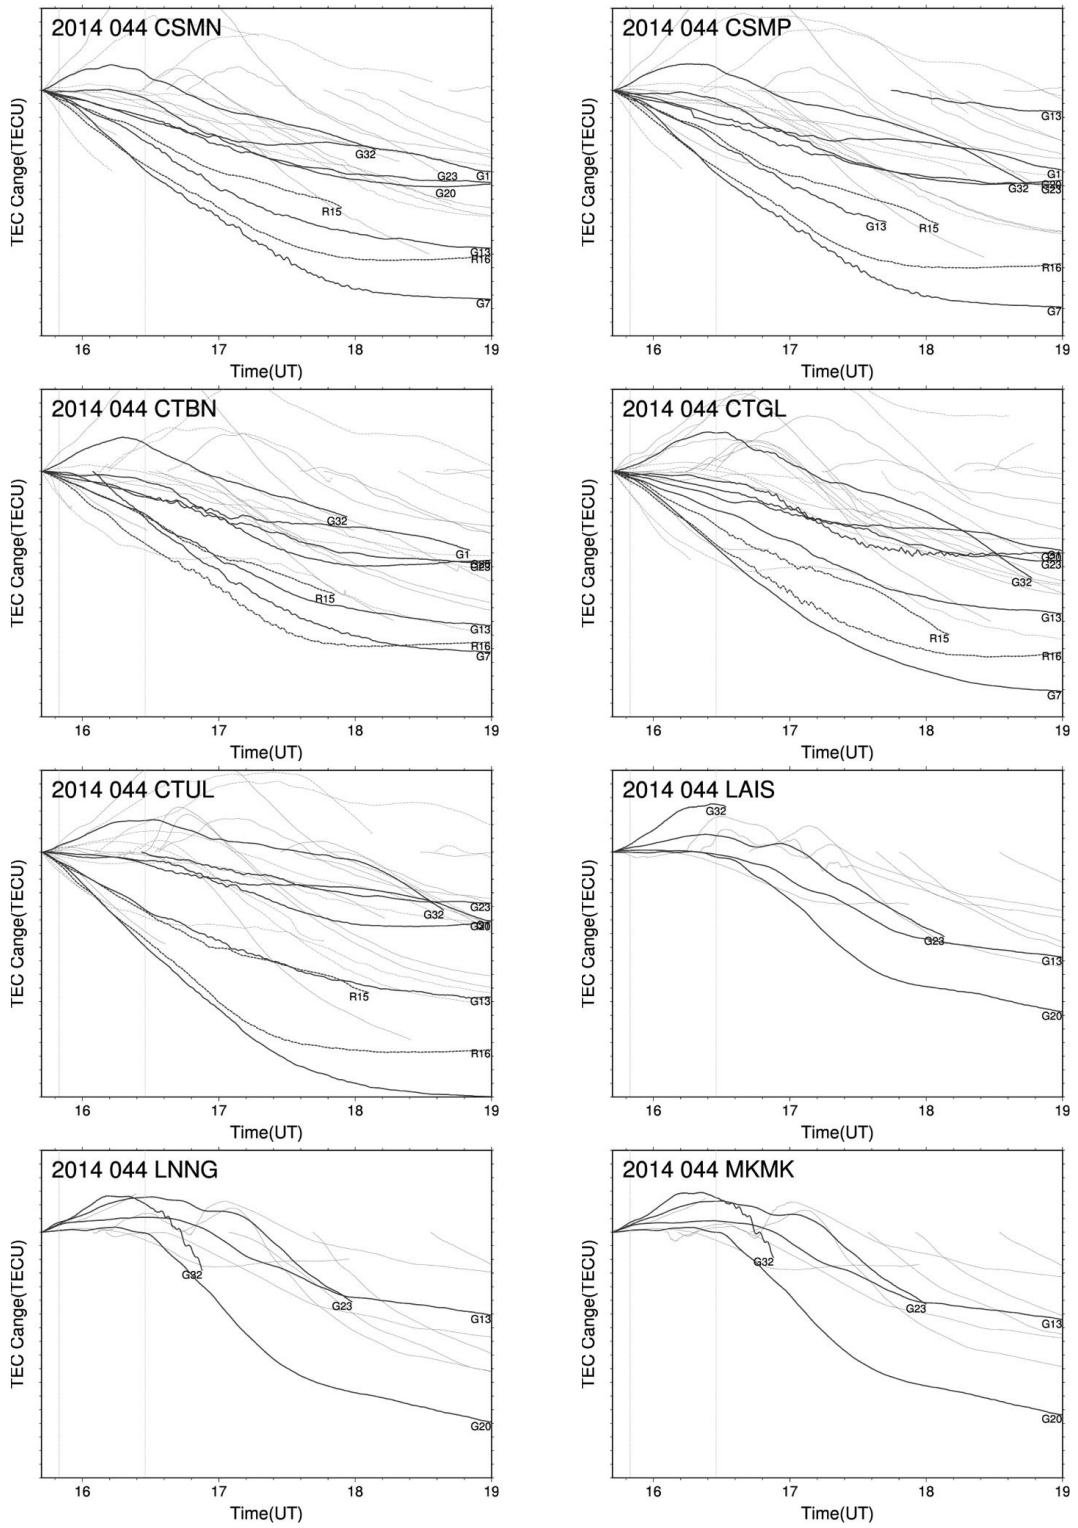 2014 044 CSMN
TEC Cange(TECU)
G32
G23
G1
G20
R15
G13
R16
G7
16 17 18 19
Time(UT)
2014 044 CSMP
TEC Cange(TECU)
G13
G1
G32
G23
G13
R15
R16
G7
16 17 18 19
Time(UT)
2014 044 CTBN
TEC Cange(TECU)
G32
G1
G23
R15
G13
R16
G7
16 17 18 19
Time(UT)
2014 044 CTGL
TEC Cange(TECU)
G23
G32
G13
R15
R16
G7
16 17 18 19
Time(UT)
2014 044 CTUL
TEC Cange(TECU)
G23
G32
R15
G13
R16
16 17 18 19
Time(UT)
2014 044 LAIS
TEC Cange(TECU)
G32
G23
G13
G20
16 17 18 19
Time(UT)
2014 044 LNNG
TEC Cange(TECU)
G32
G23
G13
G20
16 17 18 19
Time(UT)
2014 044 MKMK
TEC Cange(TECU)
G32
G23
G13
G20
16 17 18 19
Time(UT)